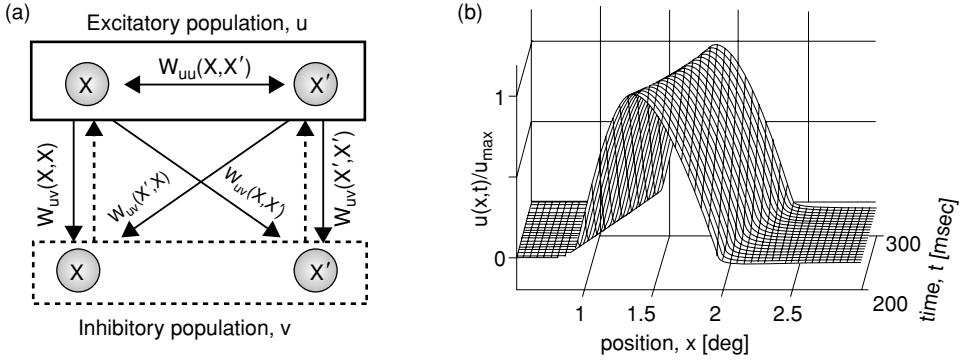 (a)
Excitatory population, u
X
W_uu(X,X′)
X′
W_uv(X,X)
W_uv(X′,X)
W_uv(X,X′)
W_uv(X′,X′)
X
X′
Inhibitory population, v
(b)
u(x,t)/u_max
1
0
1
1.5
2
2.5
position, x [deg]
200
300
time, t [msec]